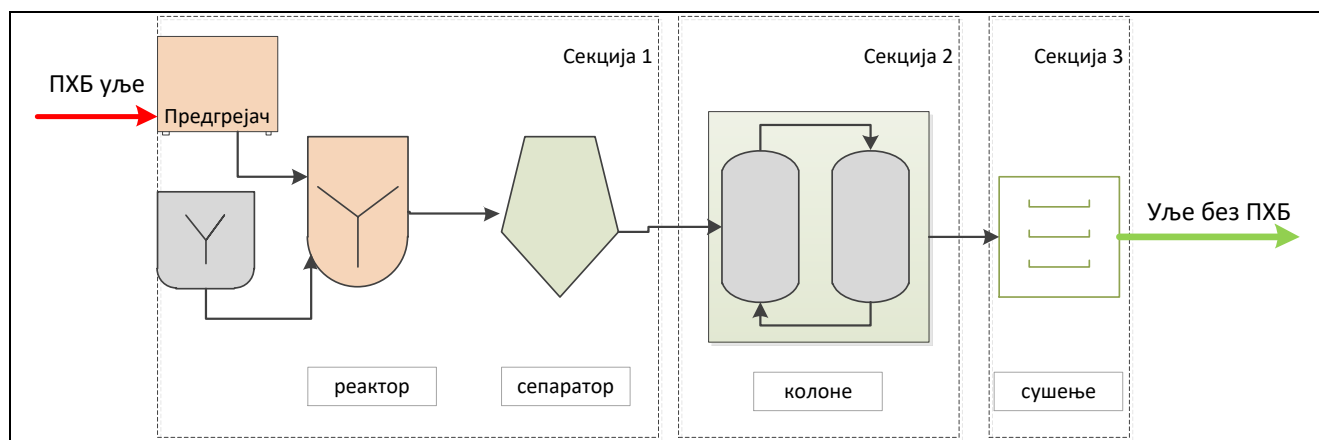 Секција 1
Секција 2
Секција 3
ПХБ уље
Предгрејач
Уље без ПХБ
реактор
сепаратор
колоне
сушење